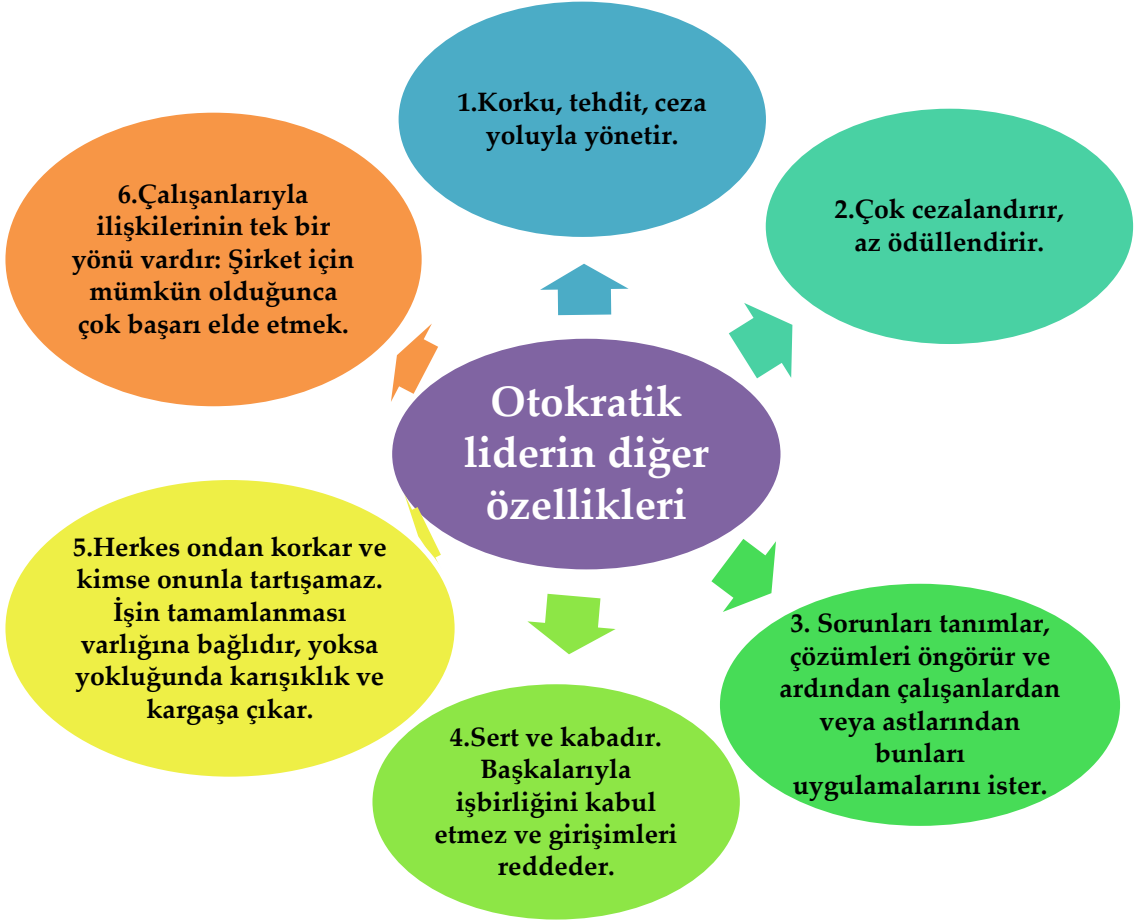 1.Korku, tehdit, ceza
yoluyla yönetir.
2.Çok cezalandırır,
az ödüllendirir.
6.Çalışanlarıyla
ilişkilerinin tek bir
yönü vardır: Şirket için
mümkün olduğunca
çok başarı elde etmek.
Otokratik
liderin diğer
özellikleri
5.Herkes ondan korkar ve
kimse onunla tartışamaz.
İşin tamamlanması
varlığına bağlıdır, yoksa
yokluğunda karışıklık ve
kargaşa çıkar.
3. Sorunları tanımlar,
çözümleri öngörür ve
ardından çalışanlardan
veya astlarından
bunları
uygulamalarını ister.
4.Sert ve kabadır.
Başkalarıyla
işbirliğini kabul
etmez ve girişimleri
reddeder.